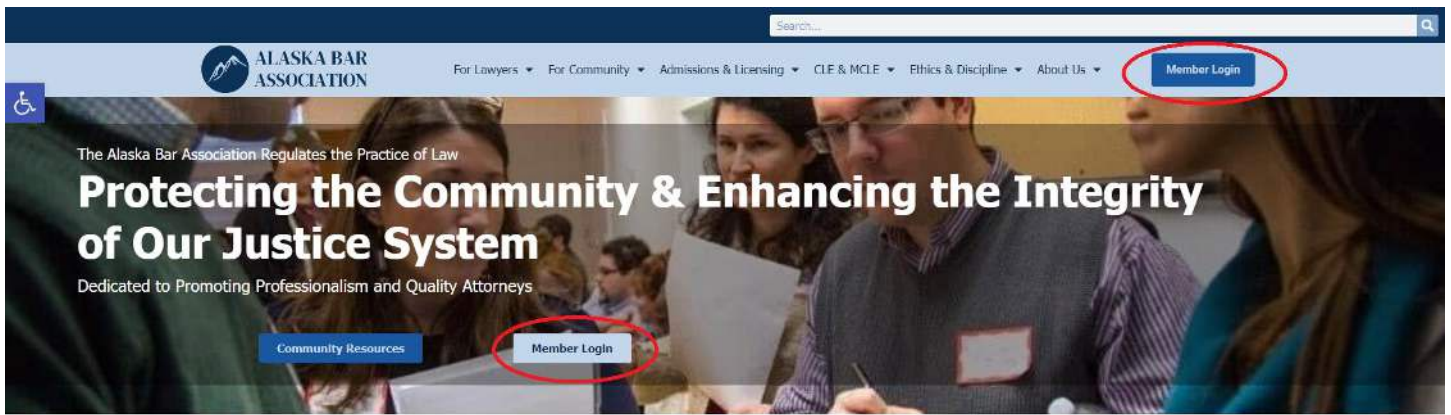 Search...
ALASKA BAR
ASSOCIATION
For Lawyers
For Community
Admissions & Licensing
CLE & MCLE
Ethics & Discipline
About Us
Member Login
The Alaska Bar Association Regulates the Practice of Law
Protecting the Community & Enhancing the Integrity
of Our Justice System
Dedicated to Promoting Professionalism and Quality Attorneys
Community Resources
Member Login